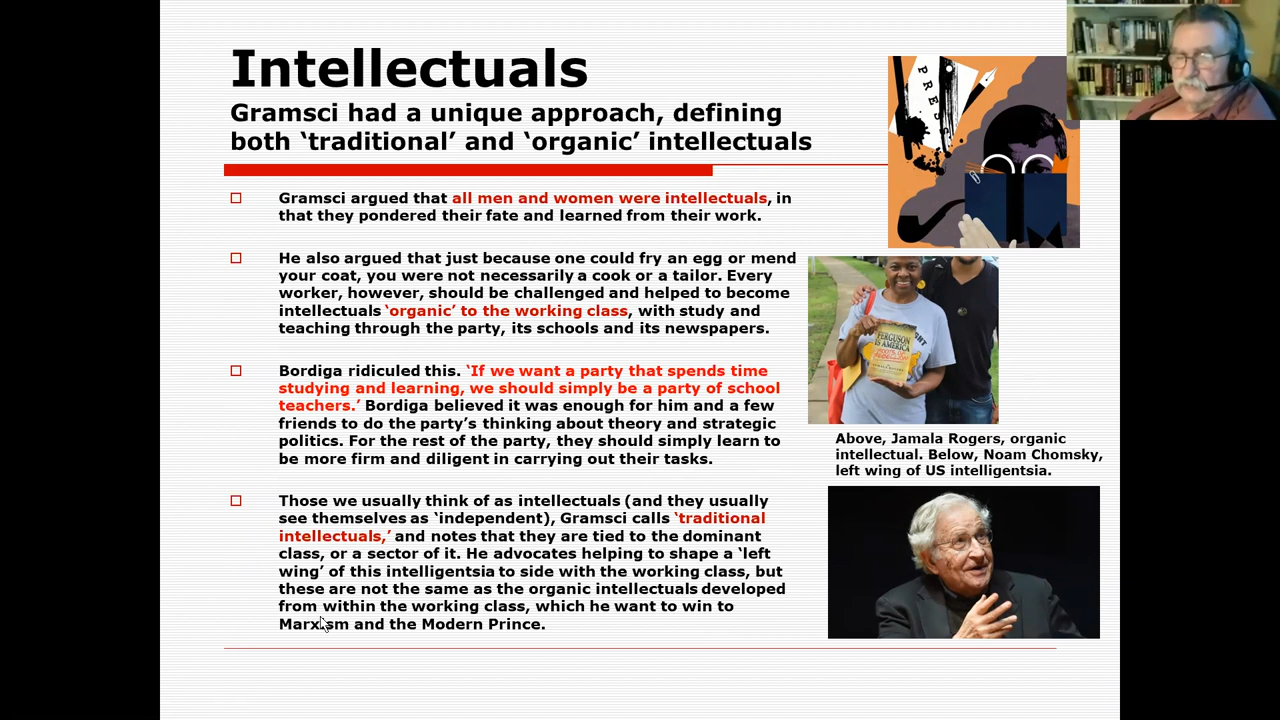 Intellectuals
Gramsci had a unique approach, defining
both ‘traditional’ and ‘organic’ intellectuals
Gramsci argued that all men and women were intellectuals, in
that they pondered their fate and learned from their work.
He also argued that just because one could fry an egg or mend
your coat, you were not necessarily a cook or a tailor. Every
worker, however, should be challenged and helped to become
intellectuals ‘organic’ to the working class, with study and
teaching through the party, its schools and its newspapers.
Bordiga ridiculed this. ‘If we want a party that spends time
studying and learning, we should simply be a party of school
teachers.’ Bordiga believed it was enough for him and a few
friends to do the party’s thinking about theory and strategic
politics. For the rest of the party, they should simply learn to
be more firm and diligent in carrying out their tasks.
Those we usually think of as intellectuals (and they usually
see themselves as ‘independent), Gramsci calls ‘traditional
intellectuals,’ and notes that they are tied to the dominant
class, or a sector of it. He advocates helping to shape a ‘left
wing’ of this intelligentsia to side with the working class, but
these are not the same as the organic intellectuals developed
from within the working class, which he want to win to
Marxism and the Modern Prince.
PRESS
FERGUSON
IS AMERICA
Above, Jamala Rogers, organic
intellectual. Below, Noam Chomsky,
left wing of US intelligentsia.